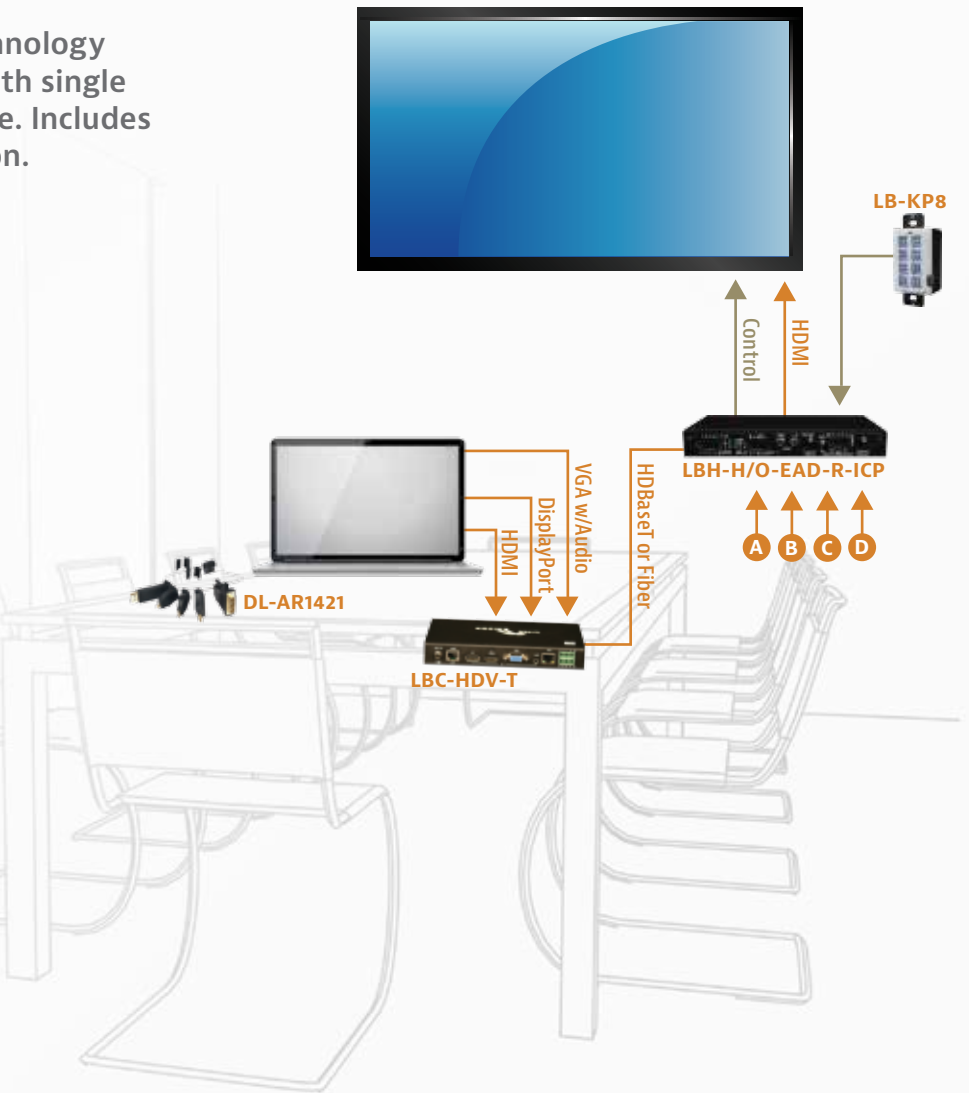 nnology
th single
e. Includes
on.
LB-KP8
Control
HDMI
LBH-H/O-EAD-R-ICP
A B C D
VGA w/Audio
DisplayPort
HDMI
HDBaseT or Fiber
DL-AR1421
LBC-HDV-T